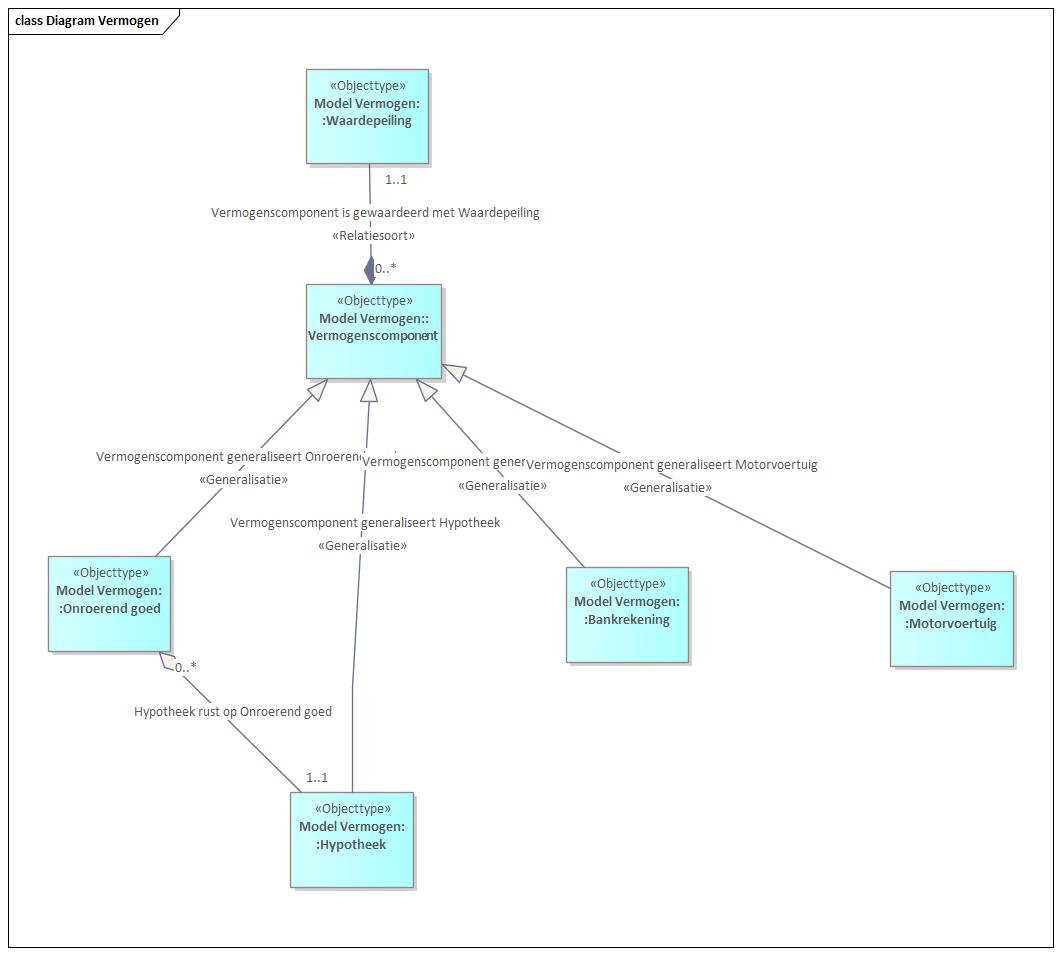 class Diagram Vermogen
«Objecttype»
Model Vermogen:
:Waardepeiling
1..1
Vermogenscomponent is gewaardeerd met Waardepeiling
«Relatiesoort»
0..*
«Objecttype»
Model Vermogen::
Vermogenscomponent
Vermogenscomponent generaliseert Onroerend
«Generalisatie»
Vermogenscomponent
«Generalisatie»
Vermogenscomponent generaliseert Motorvoertuig
«Generalisatie»
Vermogenscomponent generaliseert Hypotheek
«Generalisatie»
«Objecttype»
Model Vermogen:
:Onroerend goed
«Objecttype»
Model Vermogen:
:Bankrekening
«Objecttype»
Model Vermogen:
:Motorvoertuig
0..*
Hypotheek rust op Onroerend goed
1..1
«Objecttype»
Model Vermogen:
:Hypotheek